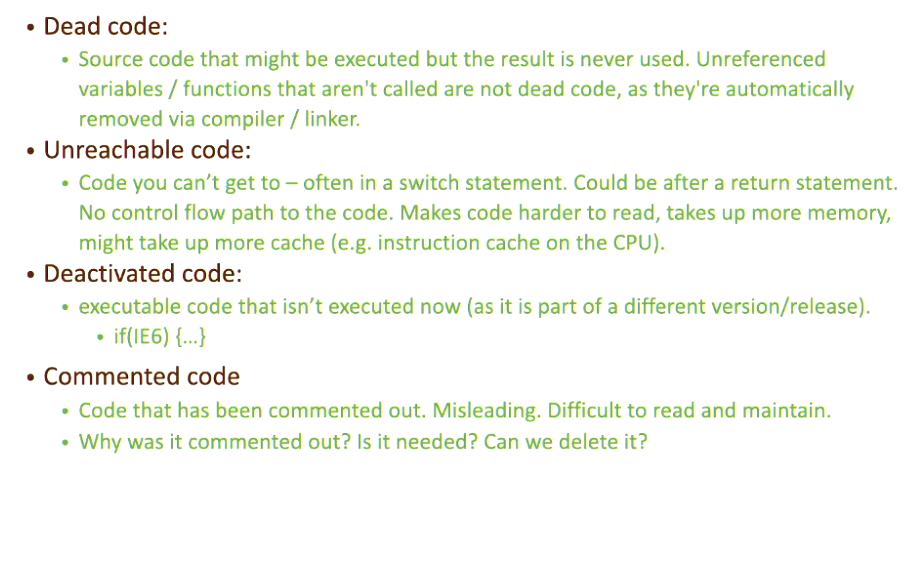 • Dead code:
• Source code that might be executed but the result is never used. Unreferenced
variables / functions that aren't called are not dead code, as they're automatically
removed via compiler / linker.
• Unreachable code:
• Code you can’t get to – often in a switch statement. Could be after a return statement.
No control flow path to the code. Makes code harder to read, takes up more memory,
might take up more cache (e.g. instruction cache on the CPU).
• Deactivated code:
• executable code that isn’t executed now (as it is part of a different version/release).
• if(IE6) {...}
• Commented code
• Code that has been commented out. Misleading. Difficult to read and maintain.
• Why was it commented out? Is it needed? Can we delete it?